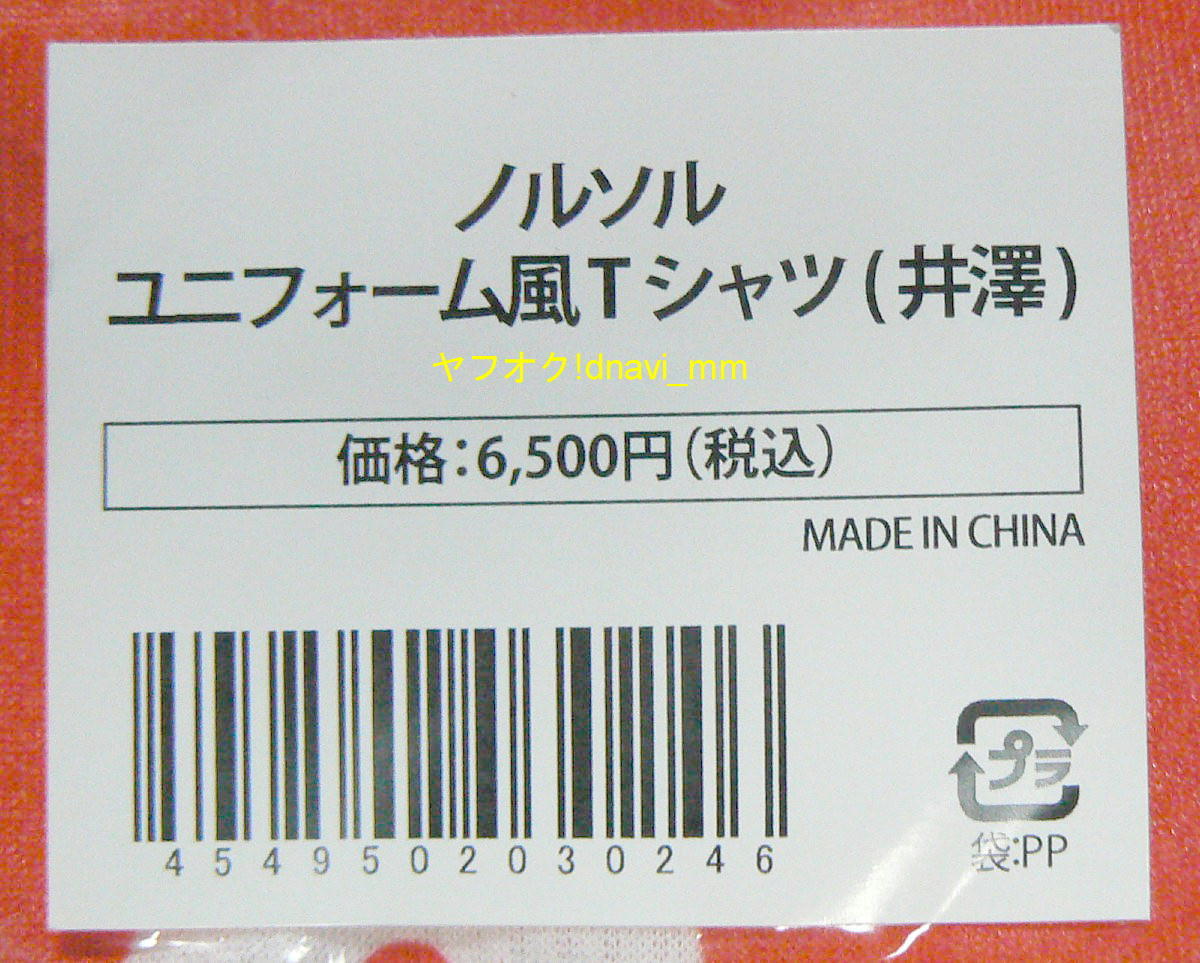 ノルソル
ユニフォーム風Tシャツ(井澤)
ヤフオク!dnavi_mm
価格:6,500円(税込)
MADE IN CHINA
4549502030246
プラ
袋:PP